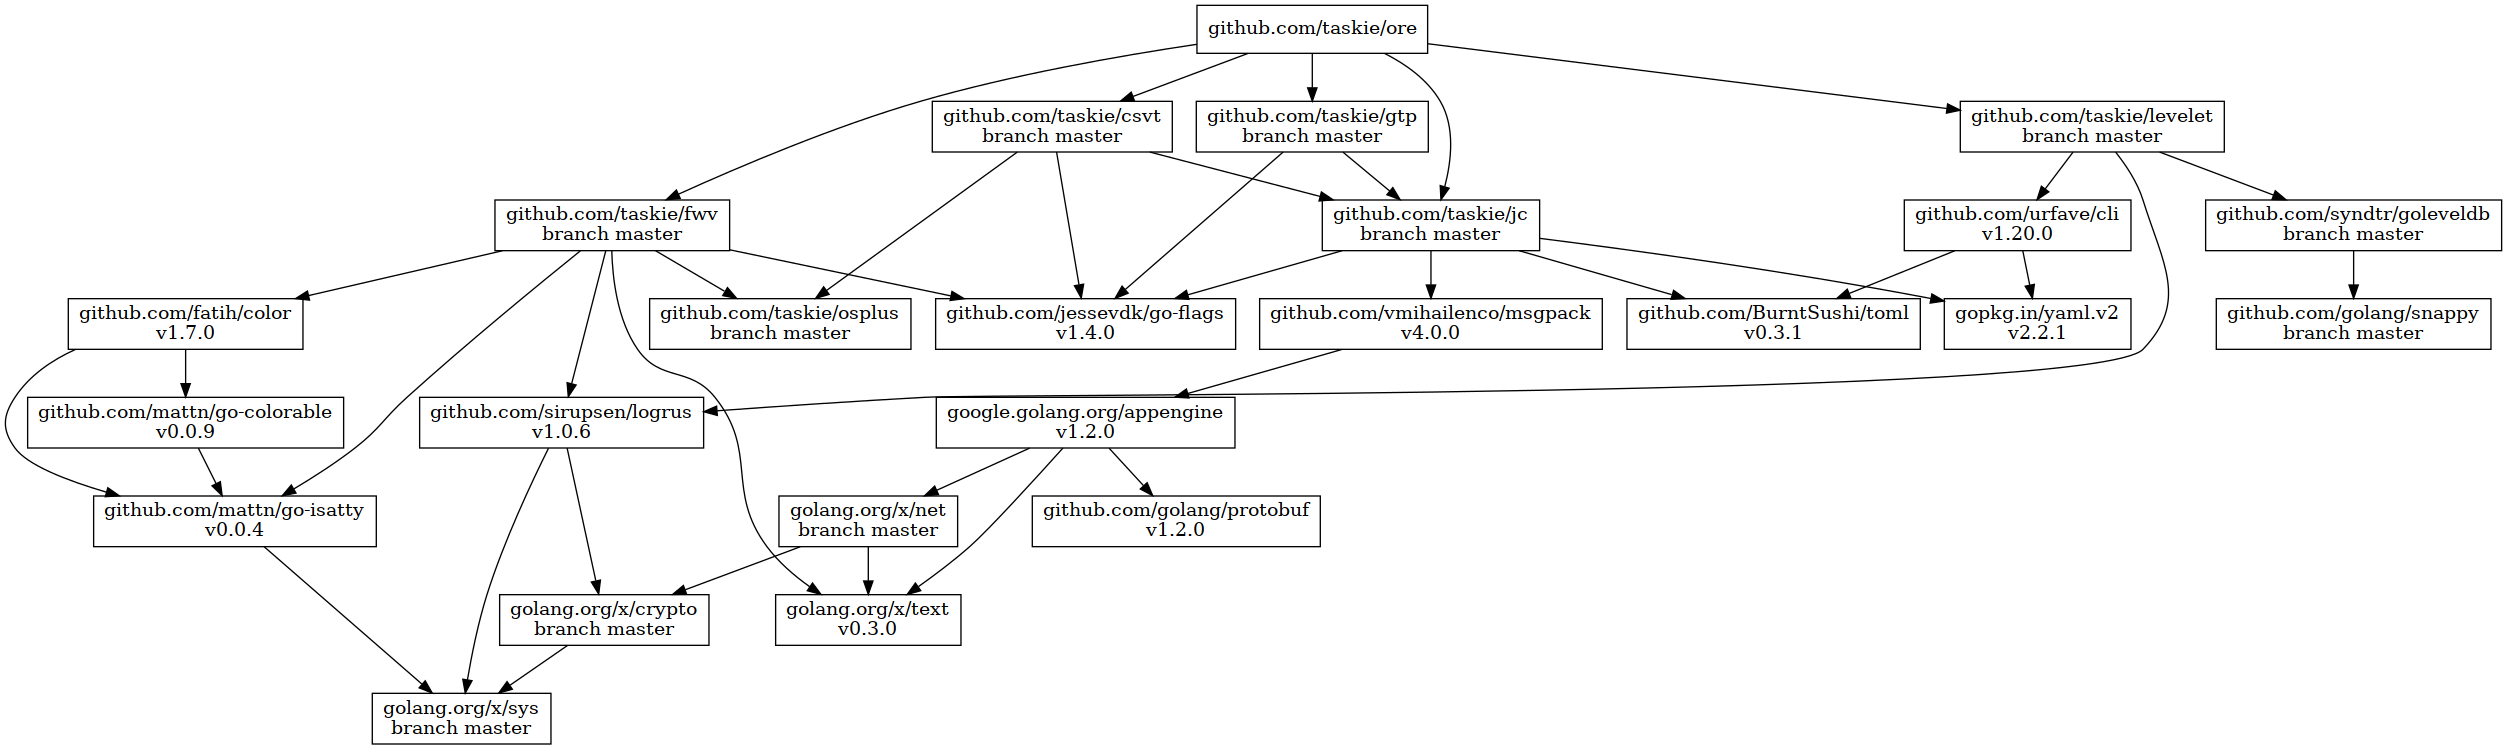 github.com/taskie/ore
github.com/taskie/csvt
branch master
github.com/taskie/gtp
branch master
github.com/taskie/levelet
branch master
github.com/taskie/fwv
branch master
github.com/taskie/jc
branch master
github.com/urfave/cli
v1.20.0
github.com/syndtr/goleveldb
branch master
github.com/fatih/color
v1.7.0
github.com/taskie/osplus
branch master
github.com/jessevdk/go-flags
v1.4.0
github.com/vmihailenco/msgpack
v4.0.0
github.com/BurntSushi/toml
v0.3.1
gopkg.in/yaml.v2
v2.2.1
github.com/golang/snappy
branch master
github.com/mattn/go-colorable
v0.0.9
github.com/sirupsen/logrus
v1.0.6
google.golang.org/appengine
v1.2.0
github.com/mattn/go-isatty
v0.0.4
golang.org/x/net
branch master
github.com/golang/protobuf
v1.2.0
golang.org/x/crypto
branch master
golang.org/x/text
v0.3.0
golang.org/x/sys
branch master